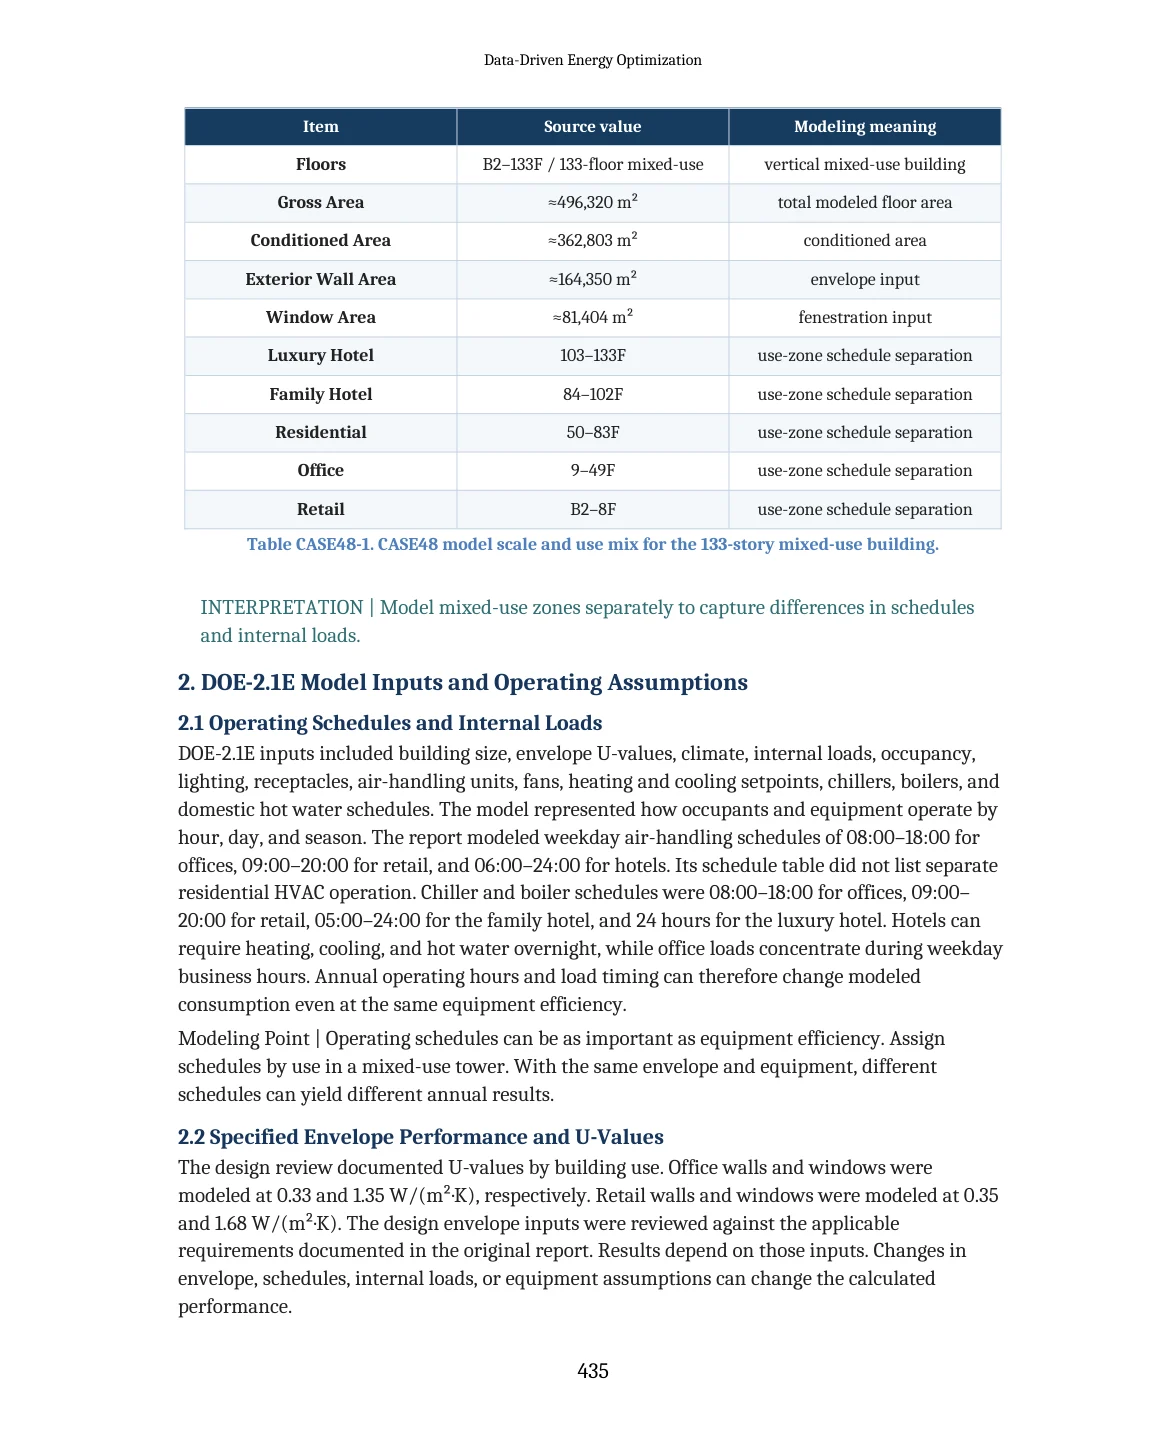 Data-Driven Energy Optimization
Item Source value Modeling meaning
Floors B2–133F / 133-floor mixed-use vertical mixed-use building
Gross Area ≈496,320 m² total modeled floor area
Conditioned Area ≈362,803 m² conditioned area
Exterior Wall Area ≈164,350 m² envelope input
Window Area ≈81,404 m² fenestration input
Luxury Hotel 103–133F use-zone schedule separation
Family Hotel 84–102F use-zone schedule separation
Residential 50–83F use-zone schedule separation
Office 9–49F use-zone schedule separation
Retail B2–8F use-zone schedule separation
Table CASE48-1. CASE48 model scale and use mix for the 133-story mixed-use building.
INTERPRETATION | Model mixed-use zones separately to capture differences in schedules
and internal loads.
2. DOE-2.1E Model Inputs and Operating Assumptions
2.1 Operating Schedules and Internal Loads
DOE-2.1E inputs included building size, envelope U-values, climate, internal loads, occupancy,
lighting, receptacles, air-handling units, fans, heating and cooling setpoints, chillers, boilers, and
domestic hot water schedules. The model represented how occupants and equipment operate by
hour, day, and season. The report modeled weekday air-handling schedules of 08:00–18:00 for
offices, 09:00–20:00 for retail, and 06:00–24:00 for hotels. Its schedule table did not list separate
residential HVAC operation. Chiller and boiler schedules were 08:00–18:00 for offices, 09:00–
20:00 for retail, 05:00–24:00 for the family hotel, and 24 hours for the luxury hotel. Hotels can
require heating, cooling, and hot water overnight, while office loads concentrate during weekday
business hours. Annual operating hours and load timing can therefore change modeled
consumption even at the same equipment efficiency.
Modeling Point | Operating schedules can be as important as equipment efficiency. Assign
schedules by use in a mixed-use tower. With the same envelope and equipment, different
schedules can yield different annual results.
2.2 Specified Envelope Performance and U-Values
The design review documented U-values by building use. Office walls and windows were
modeled at 0.33 and 1.35 W/(m²·K), respectively. Retail walls and windows were modeled at 0.35
and 1.68 W/(m²·K). The design envelope inputs were reviewed against the applicable
requirements documented in the original report. Results depend on those inputs. Changes in
envelope, schedules, internal loads, or equipment assumptions can change the calculated
performance.
435